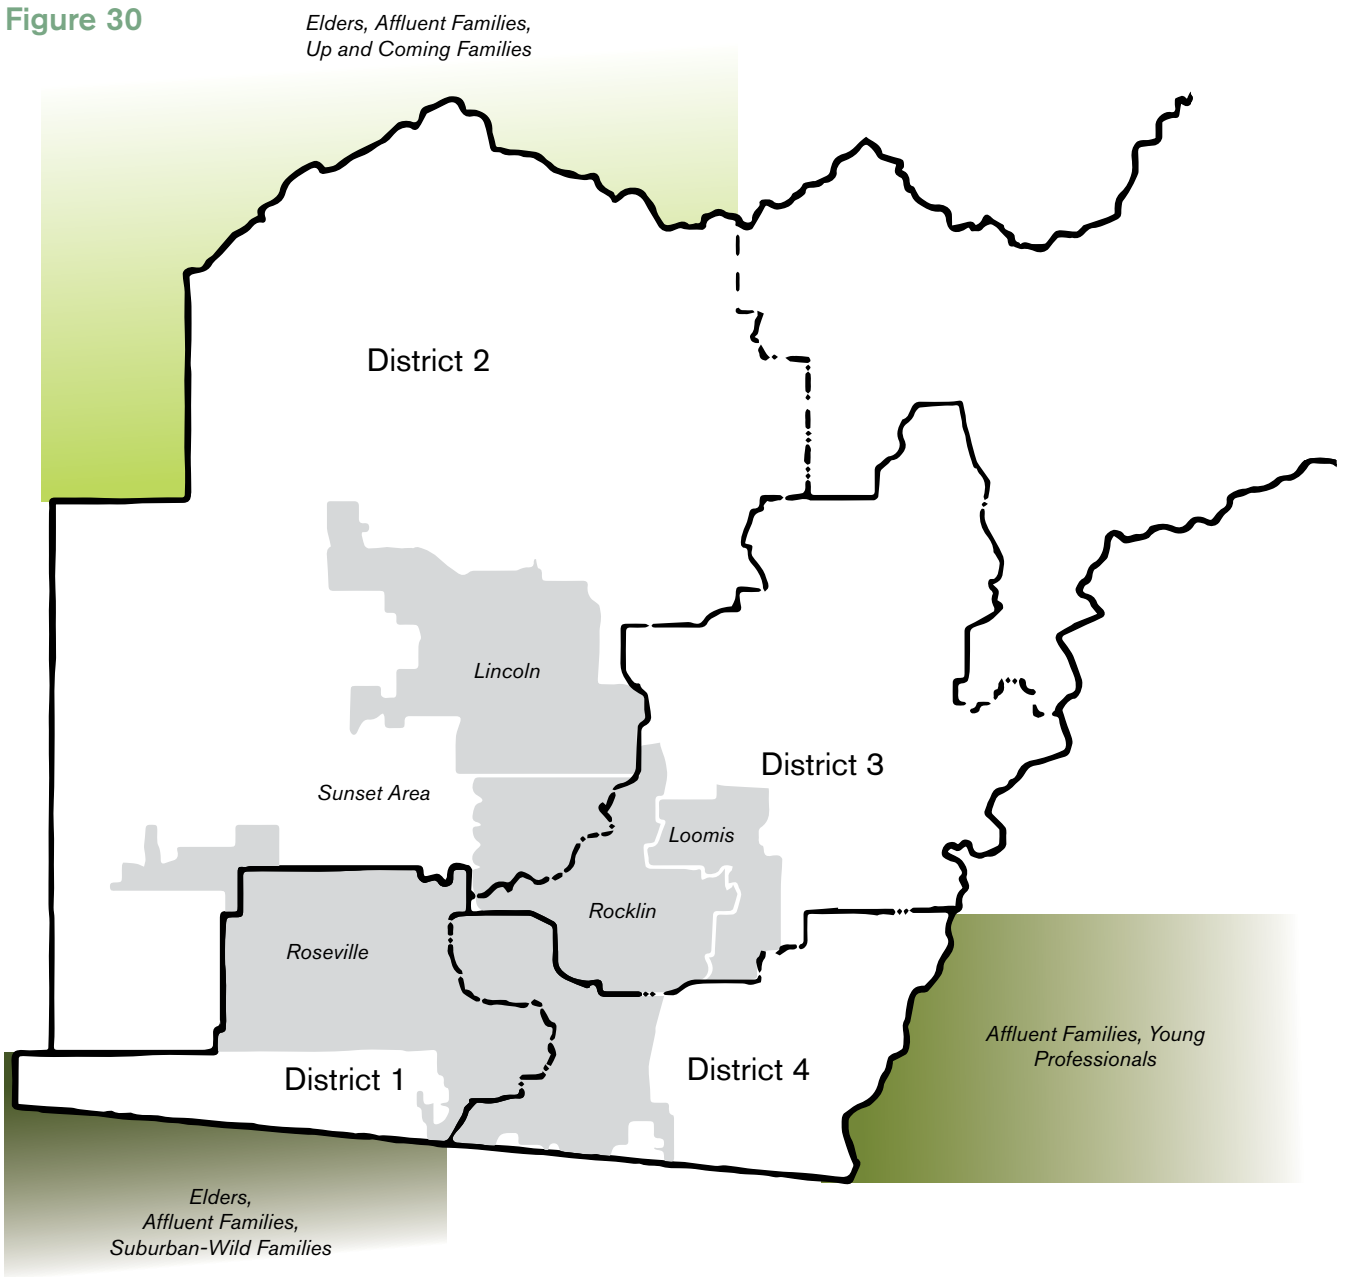 Figure 30
Elders, Affluent Families,
Up and Coming Families
District 2
Lincoln
District 3
Sunset Area
Loomis
Rocklin
Roseville
Affluent Families, Young
Professionals
District 4
District 1
Elders,
Affluent Families,
Suburban-Wild Families